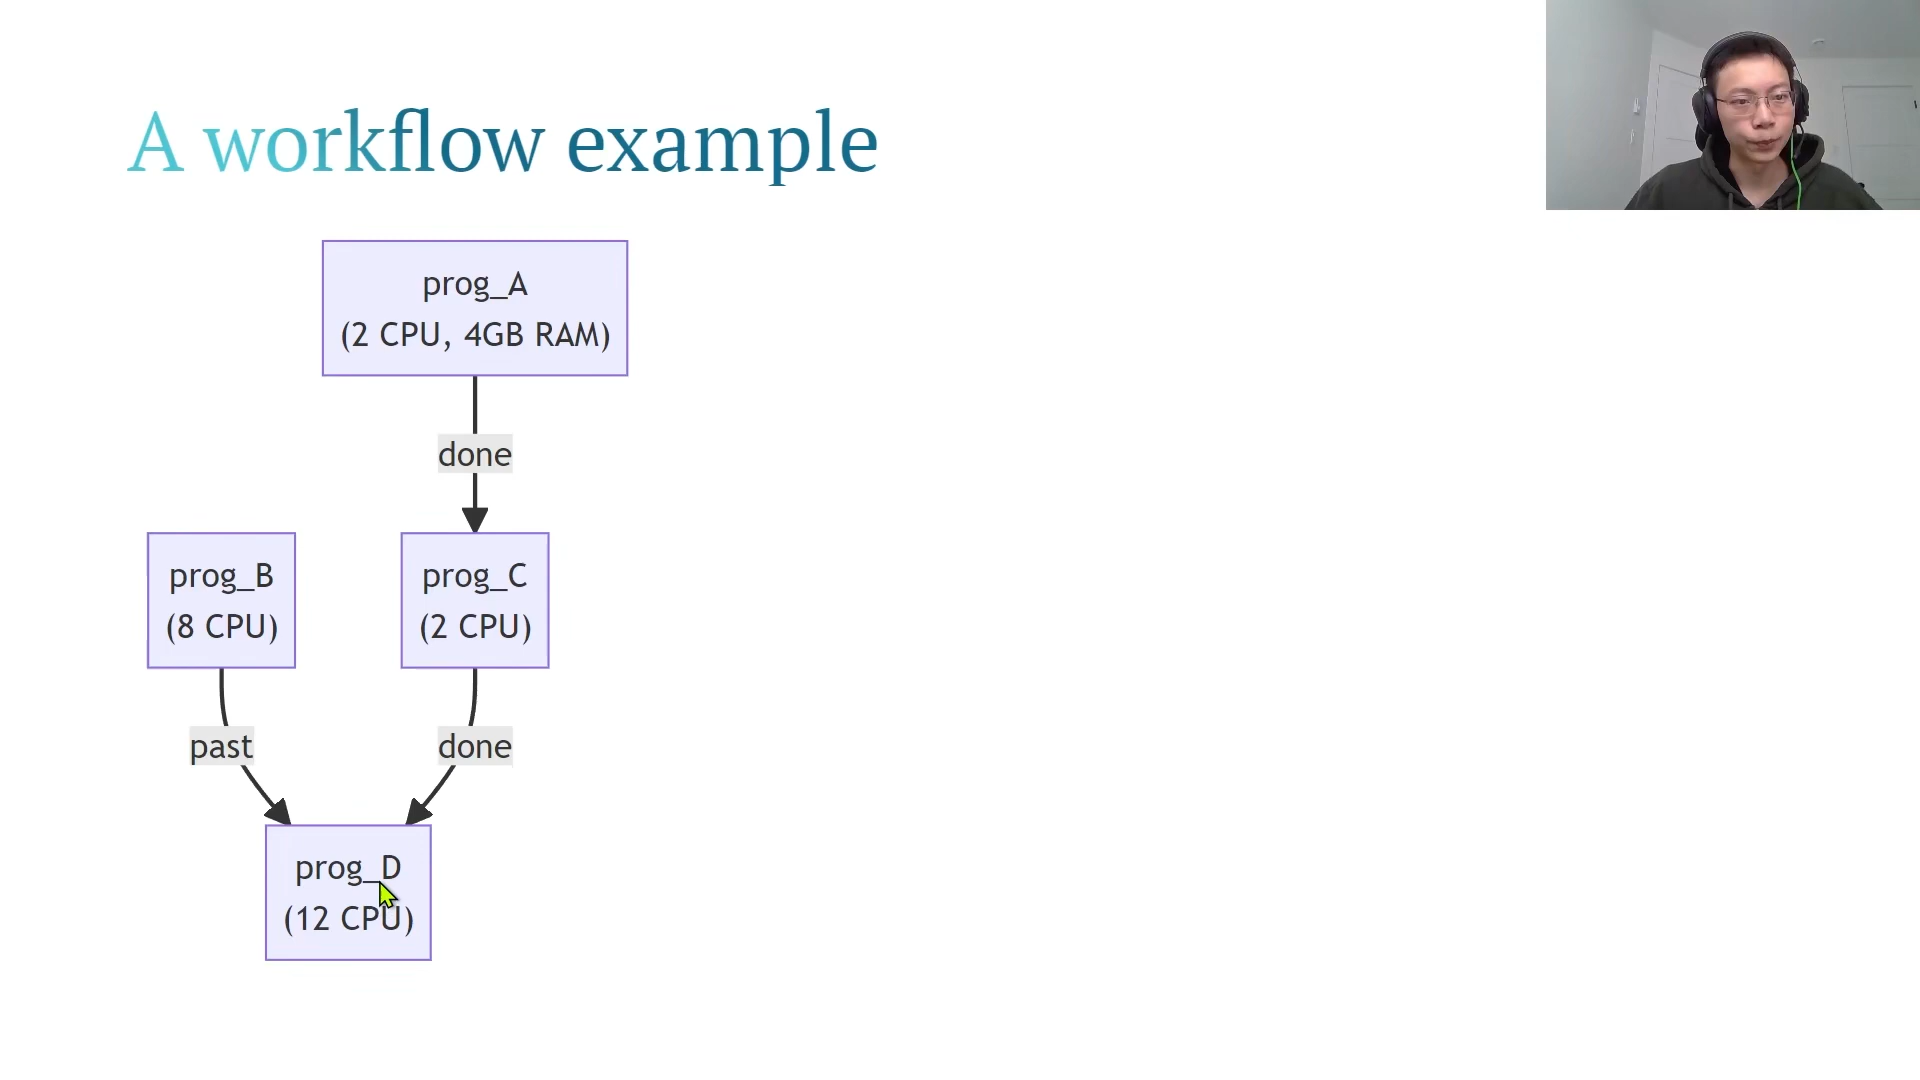 A workflow example
prog_A
(2 CPU, 4GB RAM)
done
prog_B
(8 CPU)
prog_C
(2 CPU)
past
done
prog_D
(12 CPU)